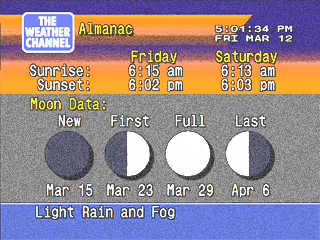 THE
WEATHER
CHANNEL
Almanac
5:01:34 PM
FRI MAR 12
Friday Saturday
Sunrise: 6:15 am 6:13 am
Sunset: 6:02 pm 6:03 pm
Moon Data:
New First Full Last
Mar 15 Mar 23 Mar 29 Apr 6
Light Rain and Fog